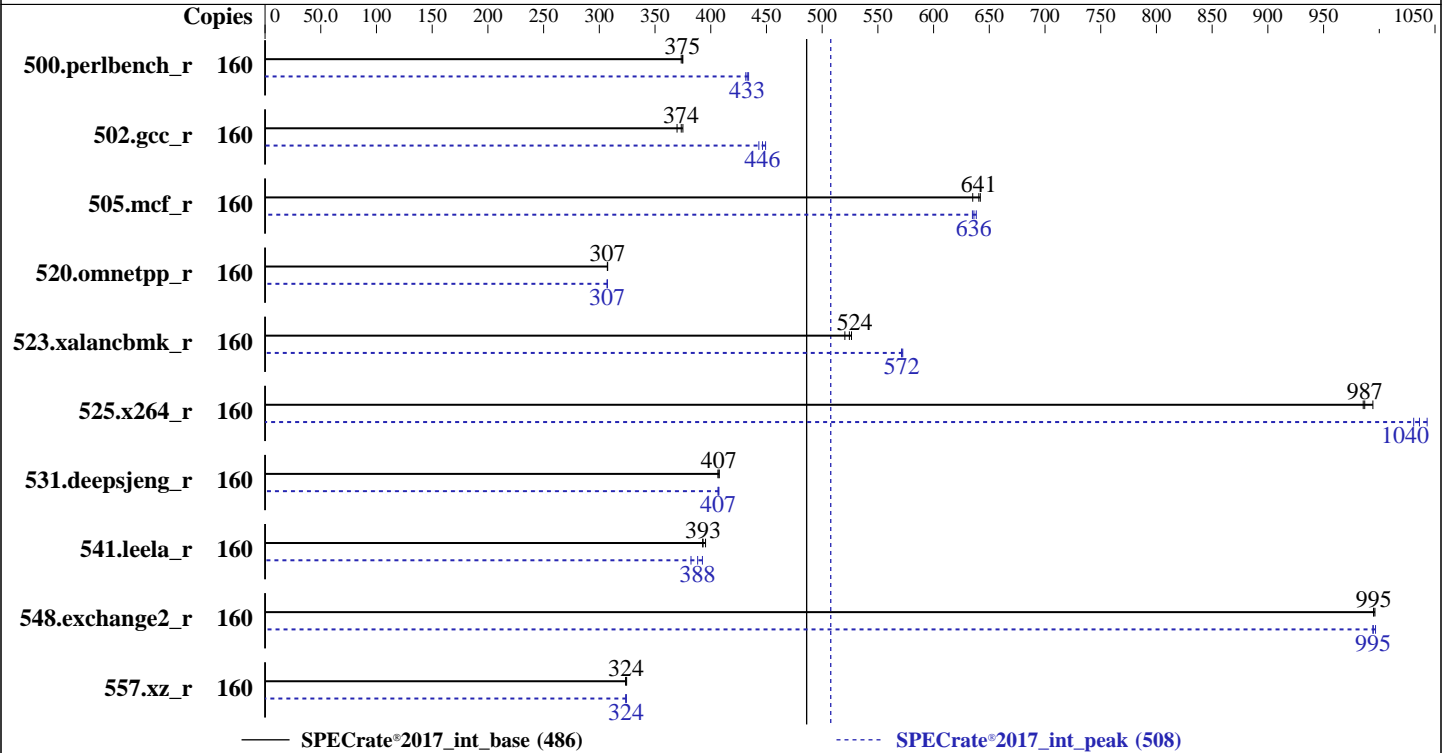 Copies 0 50.0 100 150 200 250 300 350 400 450 500 550 600 650 700 750 800 850 900 950 1050
375
500.perlbench_r 160
433
374
502.gcc_r 160
446
641
505.mcf_r 160
636
307
520.omnetpp_r 160
307
524
523.xalancbmk_r 160
572
987
525.x264_r 160
1040
407
531.deepsjeng_r 160
407
393
541.leela_r 160
388
995
548.exchange2_r 160
995
324
557.xz_r 160
324
SPECrate®2017_int_base (486) SPECrate®2017_int_peak (508)